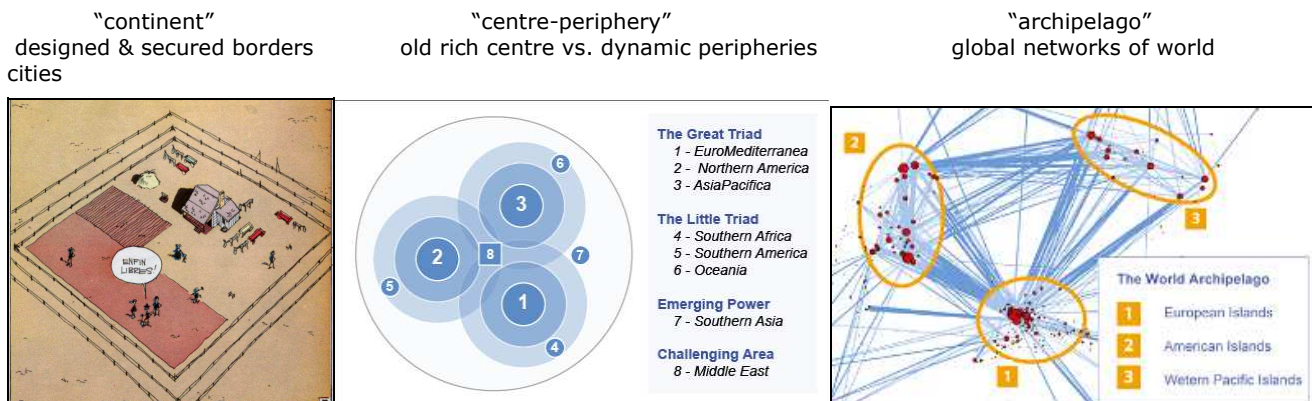 “continent”
designed & secured borders
cities
“centre-periphery”
old rich centre vs. dynamic peripheries
“archipelago”
global networks of world
ENFIN
LIBRES!
3
2
1
8
6
7
5
4
The Great Triad
1 - EuroMediterranea
2 - Northern America
3 - AsiaPacifica
The Little Triad
4 - Southern Africa
5 - Southern America
6 - Oceania
Emerging Power
7 - Southern Asia
Challenging Area
8 - Middle East
2
3
1
The World Archipelago
1 European Islands
2 American Islands
3 Wetern Pacific Islands